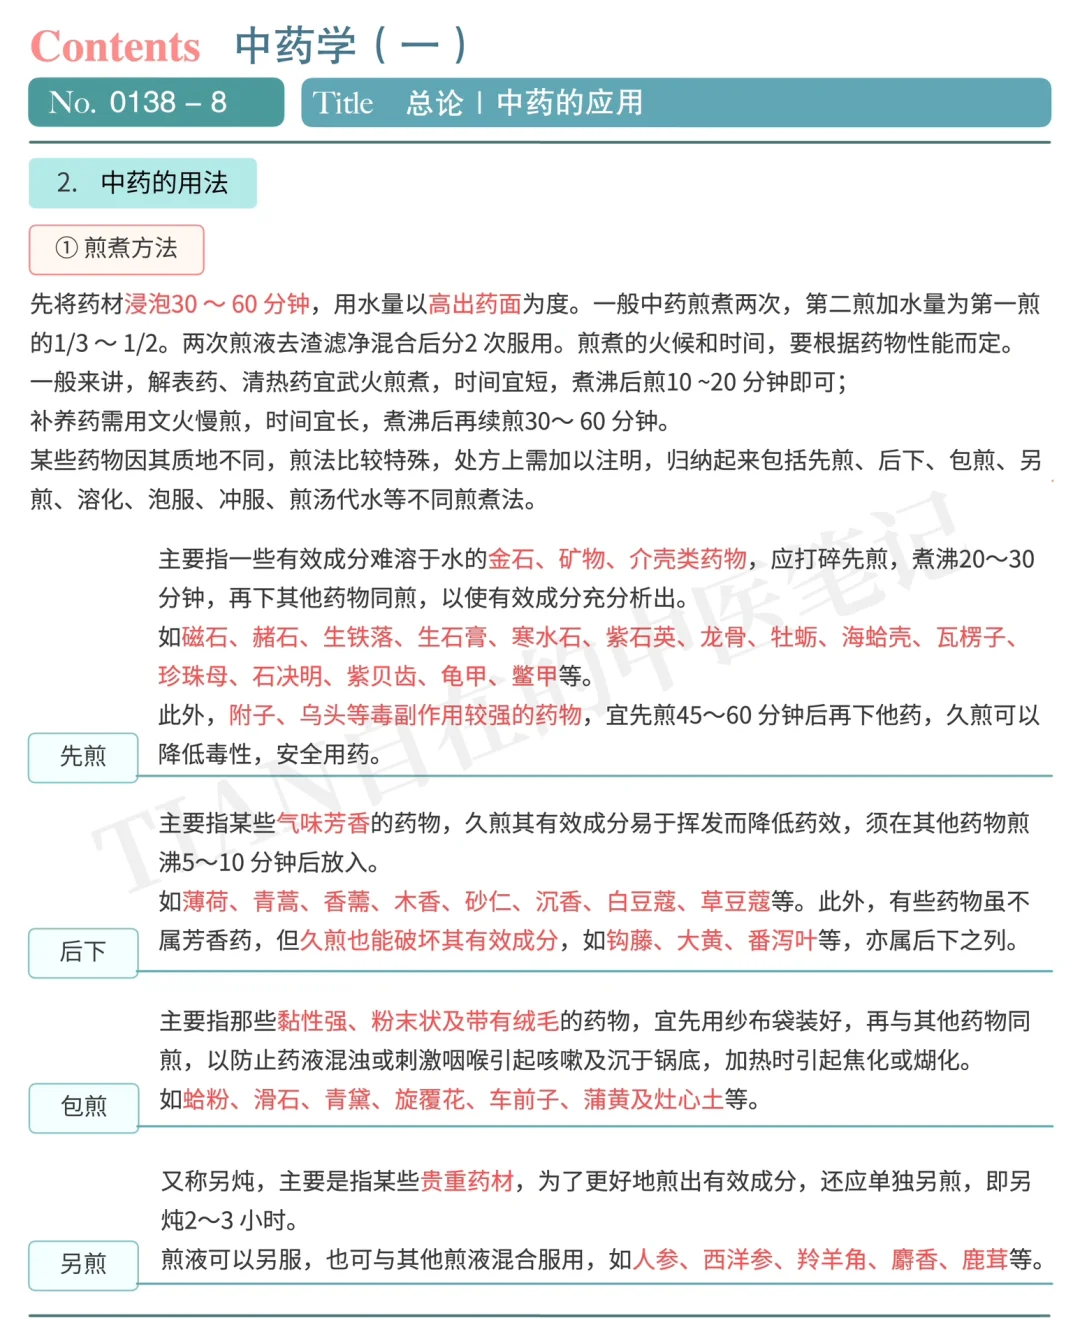 Contents 中药学（一）
No. 0138 – 8
Title 总论 | 中药的应用
2. 中药的用法
① 煎煮方法
先将药材浸泡30 ～ 60 分钟，用水量以高出药面为度。一般中药煎煮两次，第二煎加水量为第一煎
的1/3 ～ 1/2。两次煎液去渣滤净混合后分2 次服用。煎煮的火候和时间，要根据药物性能而定。
一般来讲，解表药、清热药宜武火煎煮，时间宜短，煮沸后煎10 ~20 分钟即可；
补养药需用文火慢煎，时间宜长，煮沸后再续煎30～ 60 分钟。
某些药物因其质地不同，煎法比较特殊，处方上需加以注明，归纳起来包括先煎、后下、包煎、另
煎、溶化、泡服、冲服、煎汤代水等不同煎煮法。
主要指一些有效成分难溶于水的金石、矿物、介壳类药物，应打碎先煎，煮沸20～30
分钟，再下其他药物同煎，以使有效成分充分析出。
如磁石、赭石、生铁落、生石膏、寒水石、紫石英、龙骨、牡蛎、海蛤壳、瓦楞子、
珍珠母、石决明、紫贝齿、龟甲、鳖甲等。
此外，附子、乌头等毒副作用较强的药物，宜先煎45～60 分钟后再下他药，久煎可以
降低毒性，安全用药。
先煎
主要指某些气味芳香的药物，久煎其有效成分易于挥发而降低药效，须在其他药物煎
沸5～10 分钟后放入。
如薄荷、青蒿、香薷、木香、砂仁、沉香、白豆蔻、草豆蔻等。此外，有些药物虽不
属芳香药，但久煎也能破坏其有效成分，如钩藤、大黄、番泻叶等，亦属后下之列。
后下
主要指那些黏性强、粉末状及带有绒毛的药物，宜先用纱布袋装好，再与其他药物同
煎，以防止药液混浊或刺激咽喉引起咳嗽及沉于锅底，加热时引起焦化或煳化。
如蛤粉、滑石、青黛、旋覆花、车前子、蒲黄及灶心土等。
包煎
又称另炖，主要是指某些贵重药材，为了更好地煎出有效成分，还应单独另煎，即另
炖2～3 小时。
煎液可以另服，也可与其他煎液混合服用，如人参、西洋参、羚羊角、麝香、鹿茸等。
另煎
TIAN自在的中医笔记